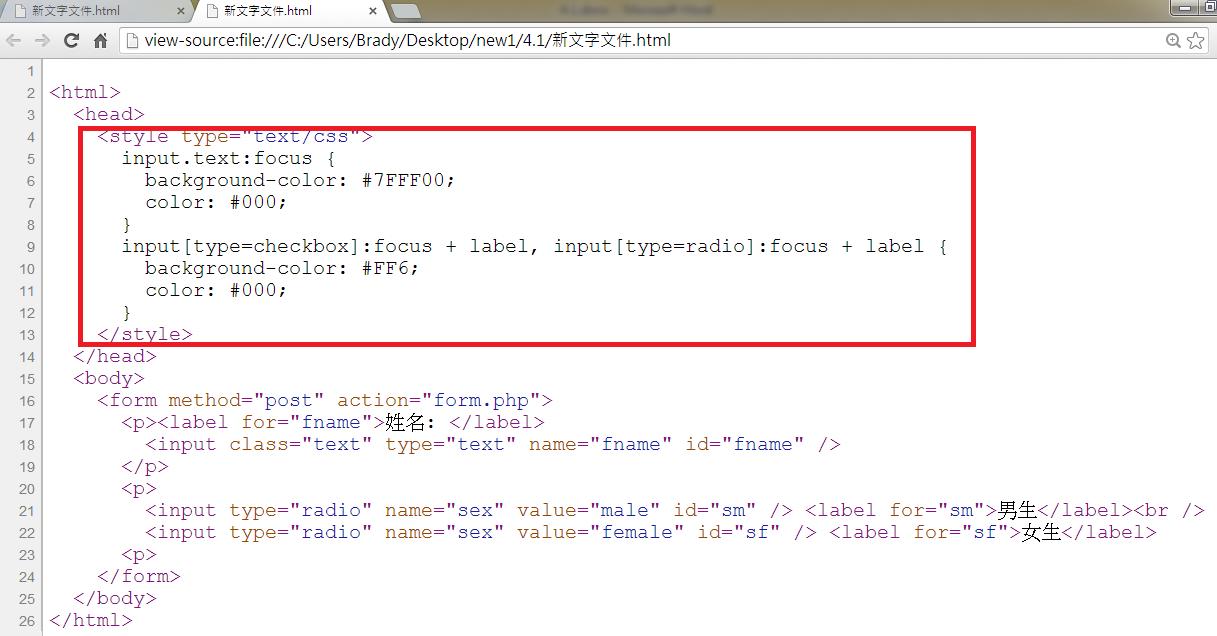 新文字文件.html
新文字文件.html
view-source:file:///C:/Users/Brady/Desktop/new1/4.1/新文字文件.html
1
2 <html>
3   <head>
4     <style type="text/css">
5       input.text:focus {
6         background-color: #7FFF00;
7         color: #000;
8       }
9       input[type=checkbox]:focus + label, input[type=radio]:focus + label {
10         background-color: #FF6;
11         color: #000;
12       }
13     </style>
14   </head>
15   <body>
16     <form method="post" action="form.php">
17       <p><label for="fname">姓名：</label>
18         <input class="text" type="text" name="fname" id="fname" />
19       </p>
20       <p>
21         <input type="radio" name="sex" value="male" id="sm" /> <label for="sm">男生</label><br />
22         <input type="radio" name="sex" value="female" id="sf" /> <label for="sf">女生</label>
23       <p>
24     </form>
25   </body>
26 </html>